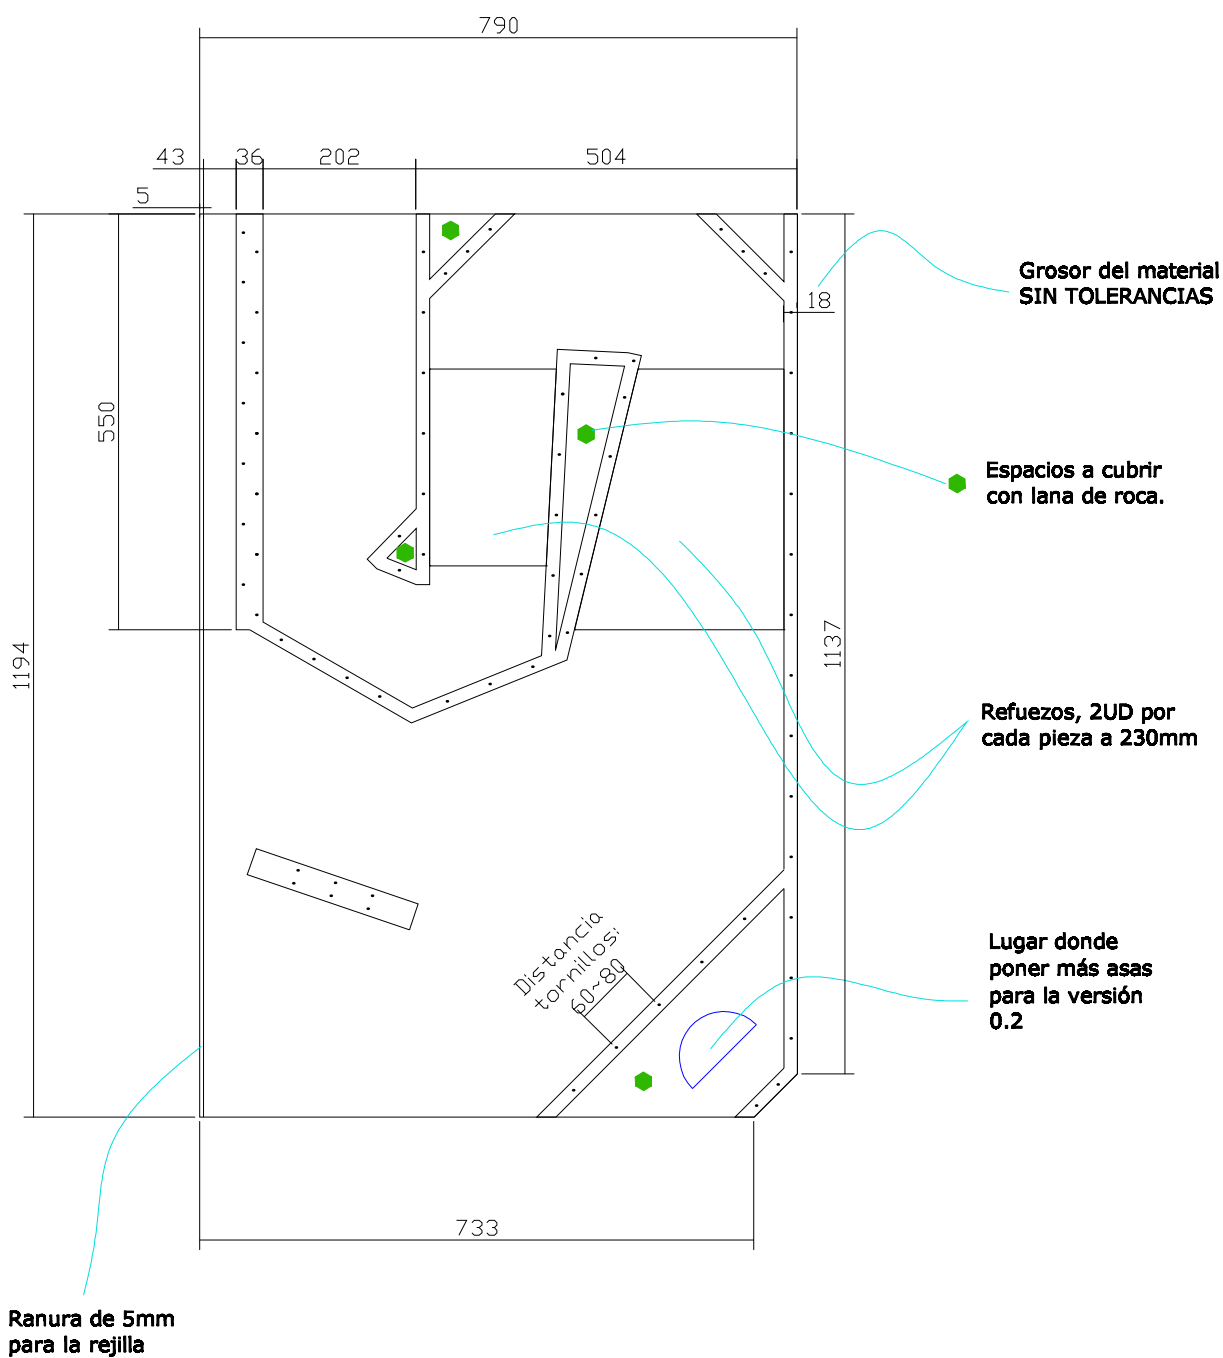 790
43
36
202
504
5
Grosor del material
SIN TOLERANCIAS
18
550
Espacios a cubrir
con lana de roca.
1194
1137
Refuezos, 2UD por
cada pieza a 230mm
Distancia
tornillos:
60~80
Lugar donde
poner más asas
para la versión
0.2
733
Ranura de 5mm
para la rejilla